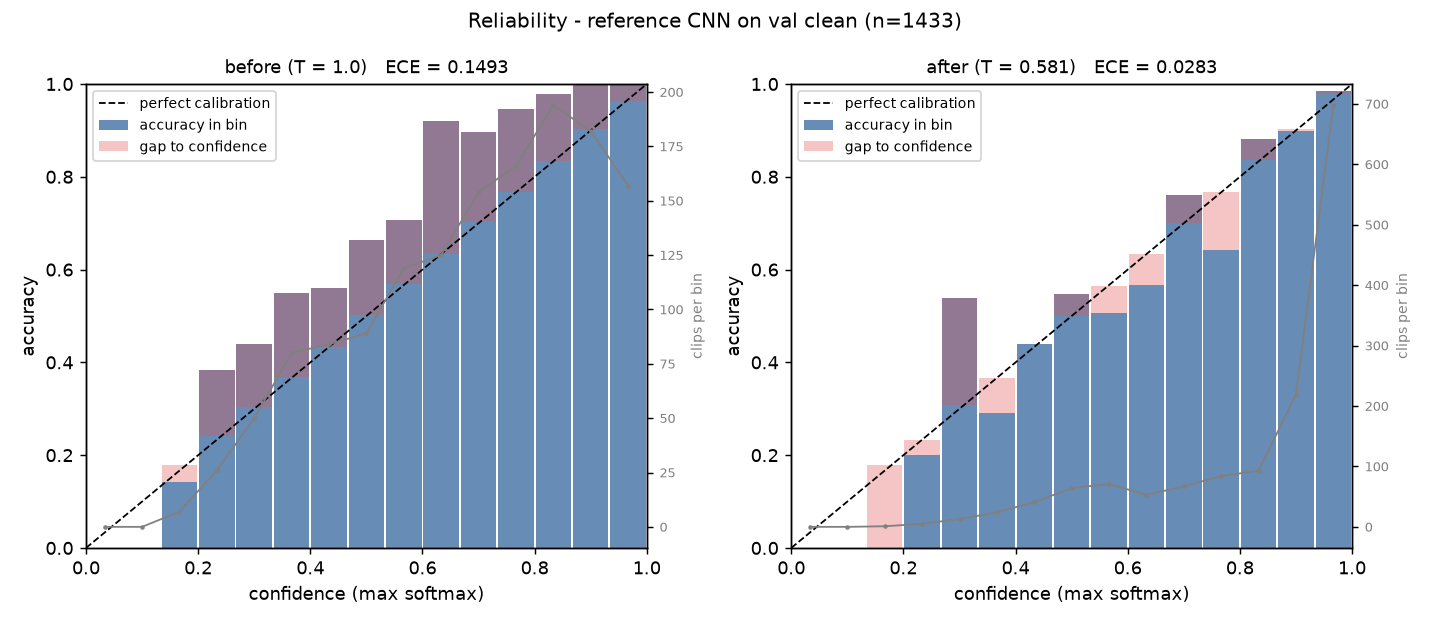 Reliability - reference CNN on val clean (n=1433)
before (T = 1.0)   ECE = 0.1493
perfect calibration
accuracy in bin
gap to confidence
accuracy
1.0
0.8
0.6
0.4
0.2
0.0
0.0 0.2 0.4 0.6 0.8 1.0
confidence (max softmax)
200
175
150
125
100
75
50
25
0
clips per bin
after (T = 0.581)   ECE = 0.0283
perfect calibration
accuracy in bin
gap to confidence
accuracy
1.0
0.8
0.6
0.4
0.2
0.0
0.0 0.2 0.4 0.6 0.8 1.0
confidence (max softmax)
700
600
500
400
300
200
100
0
clips per bin